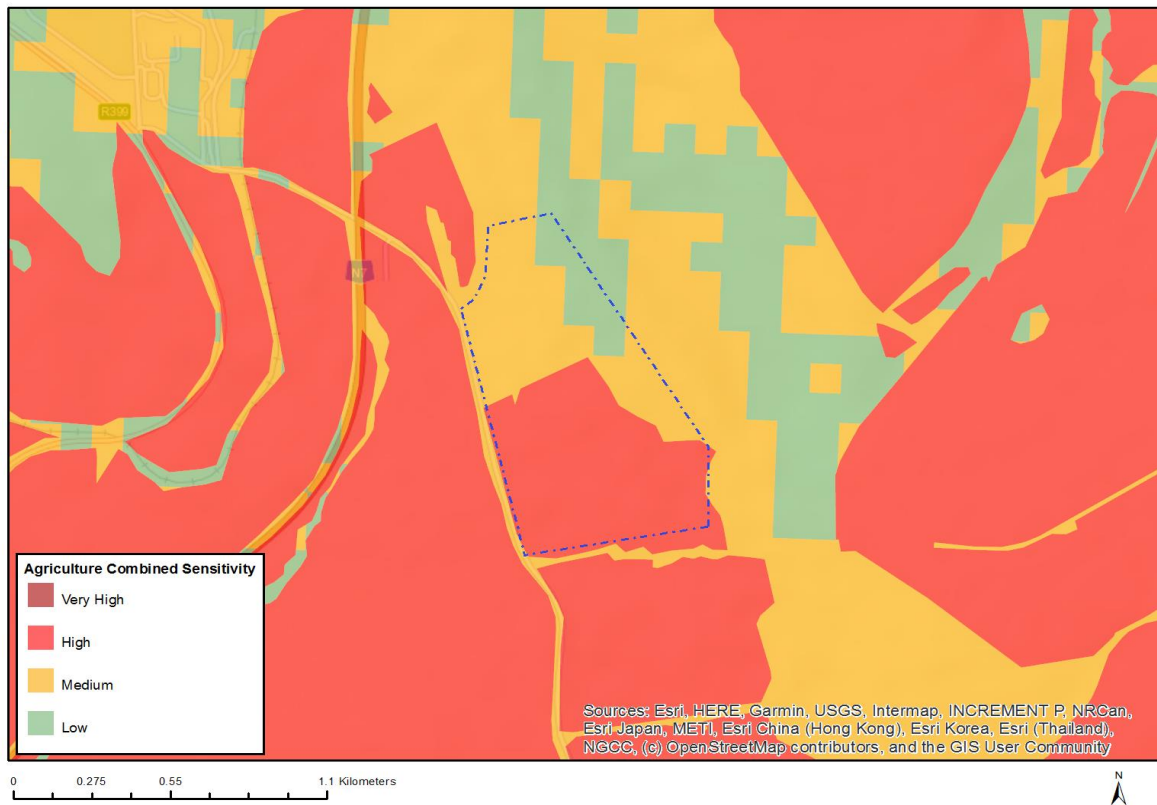 R399
N7
Agriculture Combined Sensitivity
Very High
High
Medium
Low
Sources: Esri, HERE, Garmin, USGS, Intermap, INCREMENT P, NRCan,
Esri Japan, METI, Esri China (Hong Kong), Esri Korea, Esri (Thailand),
NGCC, (c) OpenStreetMap contributors, and the GIS User Community
0 0.275 0.55 1.1 Kilometers
N